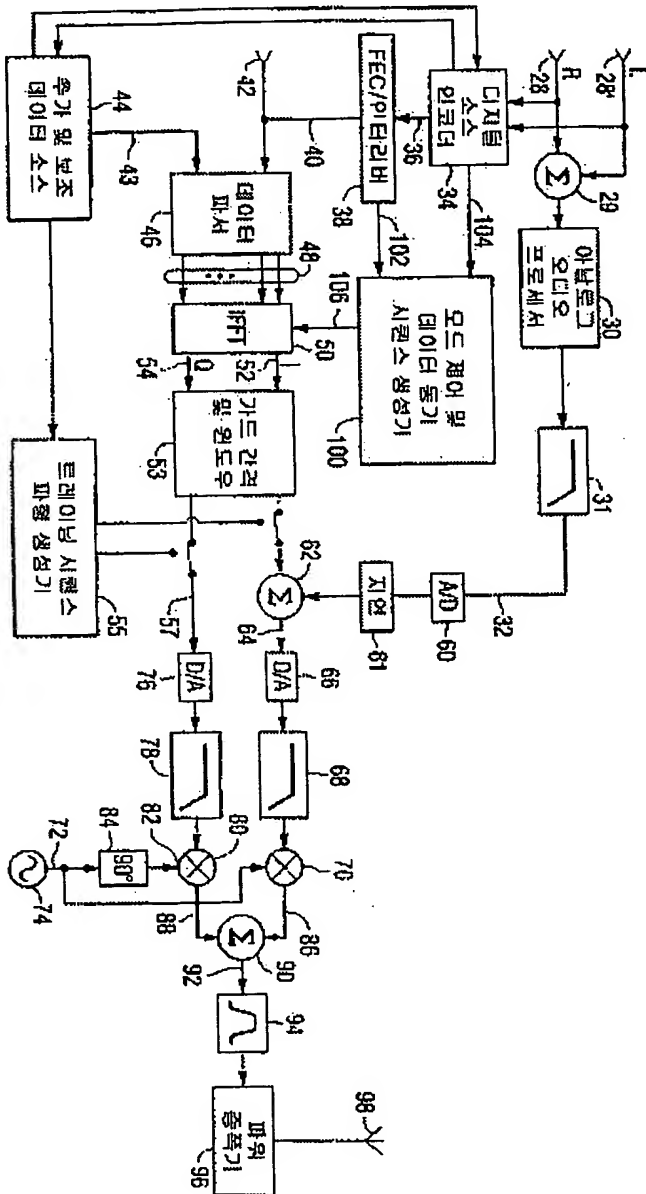 L
28'
R
28
Σ
29
아날로그
오디오
프로세서
30
31
32
A/D
60
지연
81
디지털
소스
인코더
34
104
36
FEC/인터리버
38
102
40
42
모드 제어 및
데이터 동기
시퀀스 생성기
100
106
추가 및 보조
데이터 소스
44
43
데이터
파서
46
48
IFFT
50
I
52
Q
54
가드 간격
및 윈도우
53
트레이닝 시퀀스
파형 생성기
55
57
Σ
62
64
D/A
66
68
70
D/A
76
78
80
82
90°
84
72
74
86
88
Σ
90
92
94
파워
증폭기
96
98